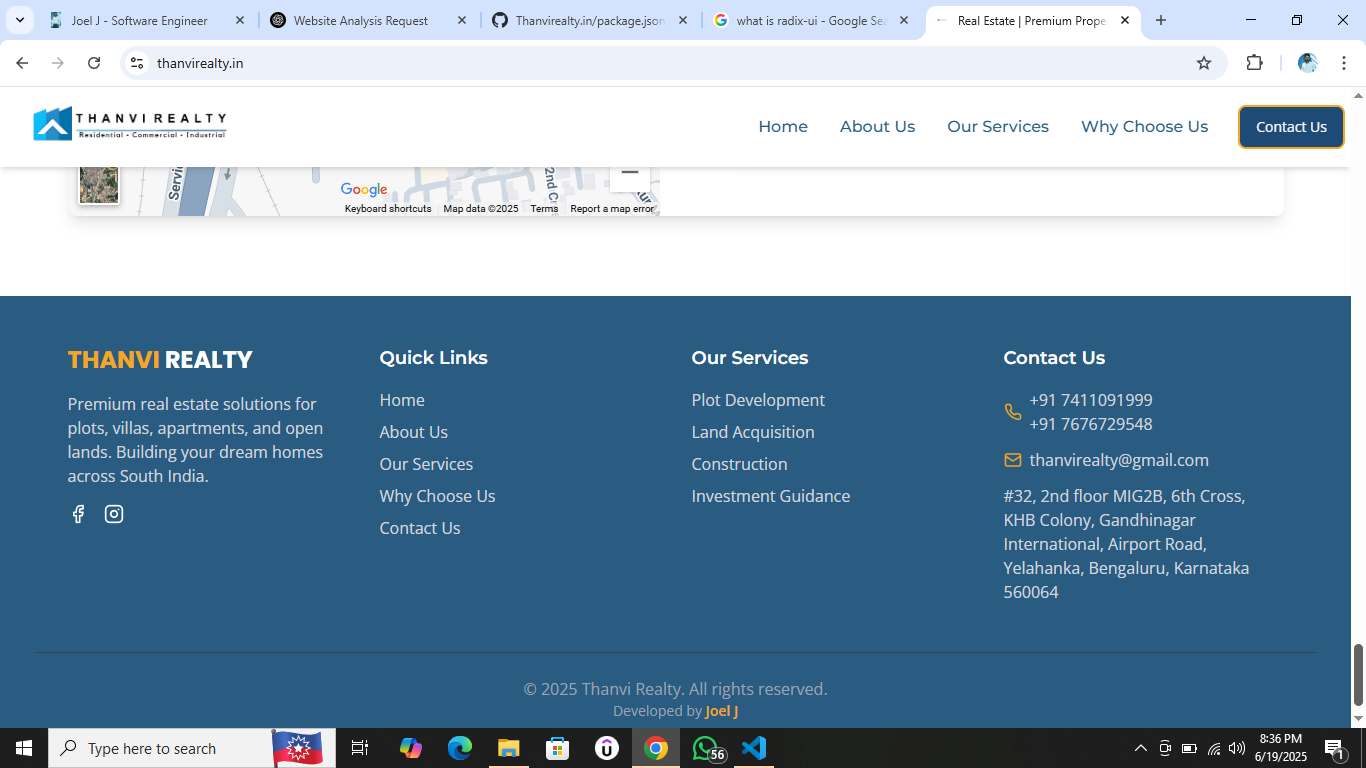 Joel J - Software Engineer
Website Analysis Request
Thanvirealty.in/package.json
what is radix-ui - Google Sea
Real Estate | Premium Prope
thanvirealty.in
THANVI REALTY
Residential • Commercial • Industrial
Home
About Us
Our Services
Why Choose Us
Contact Us
Servic
2nd C
Google
Keyboard shortcuts
Map data ©2025
Terms
Report a map error
THANVI REALTY
Premium real estate solutions for
plots, villas, apartments, and open
lands. Building your dream homes
across South India.
Quick Links
Home
About Us
Our Services
Why Choose Us
Contact Us
Our Services
Plot Development
Land Acquisition
Construction
Investment Guidance
Contact Us
+91 7411091999
+91 7676729548
thanvirealty@gmail.com
#32, 2nd floor MIG2B, 6th Cross,
KHB Colony, Gandhinagar
International, Airport Road,
Yelahanka, Bengaluru, Karnataka
560064
© 2025 Thanvi Realty. All rights reserved.
Developed by Joel J
Type here to search
56
8:36 PM
6/19/2025
1